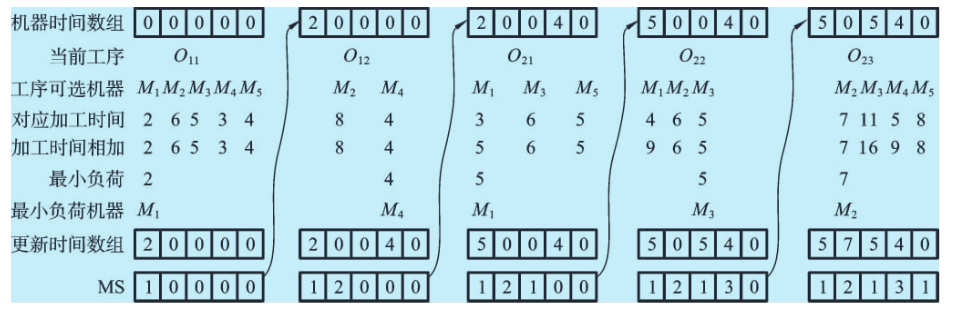 机器时间数组 0 0 0 0 0 2 0 0 0 0 2 0 0 4 0 5 0 0 4 0 5 0 5 4 0
当前工序 O₁₁ O₁₂ O₂₁ O₂₂ O₂₃
工序可选机器 M₁ M₂ M₃ M₄ M₅ M₂ M₄ M₁ M₃ M₅ M₁ M₂ M₃ M₂ M₃ M₄ M₅
对应加工时间 2 6 5 3 4 8 4 3 6 5 4 6 5 7 11 5 8
加工时间相加 2 6 5 3 4 8 4 5 6 5 9 6 5 7 16 9 8
最小负荷 2 4 5 5 7
最小负荷机器 M₁ M₄ M₁ M₃ M₂
更新时间数组 2 0 0 0 0 2 0 0 4 0 5 0 0 4 0 5 0 5 4 0 5 7 5 4 0
MS 1 0 0 0 0 1 2 0 0 0 1 2 1 0 0 1 2 1 3 0 1 2 1 3 1